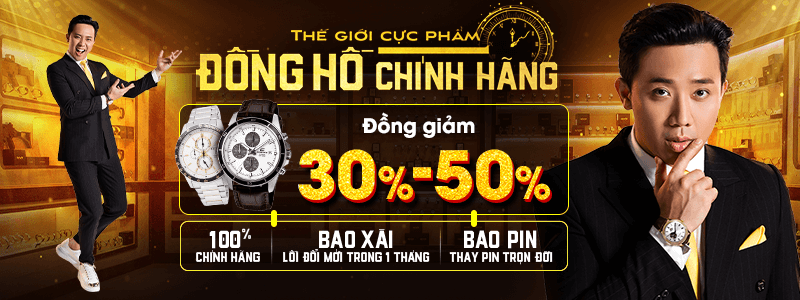 THẾ GIỚI CỰC PHẨM
ĐỒNG HỒ CHÍNH HÃNG
Đồng giảm
30%-50%
100% CHÍNH HÃNG
BAO XÀI
LỖI ĐỔI MỚI TRONG 1 THÁNG
BAO PIN
THAY PIN TRỌN ĐỜI